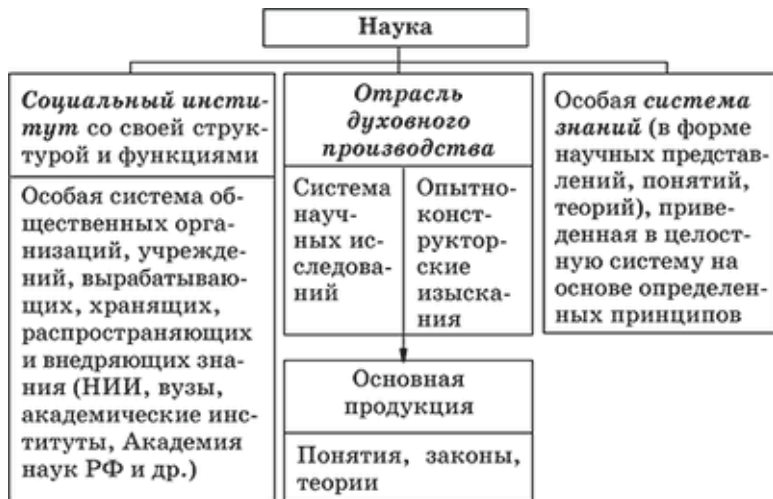 Наука
Социальный инсти-
тут со своей струк-
турой и функциями
Особая система об-
щественных орга-
низаций, учрежде-
ний, вырабатываю-
щих, хранящих,
распространяющих
и внедряющих зна-
ния (НИИ, вузы,
академические инс-
титуты, Академия
наук РФ и др.)
Отрасль
духовного
производства
Система
науч-
ных ис-
следова-
ний
Опытно-
конст-
руктор-
ские
изыска-
ния
Основная
продукция
Понятия, законы,
теории
Особая система
знаний (в форме
научных представ-
лений, понятий,
теорий), приве-
денная в целост-
ную систему на
основе определен-
ных принципов